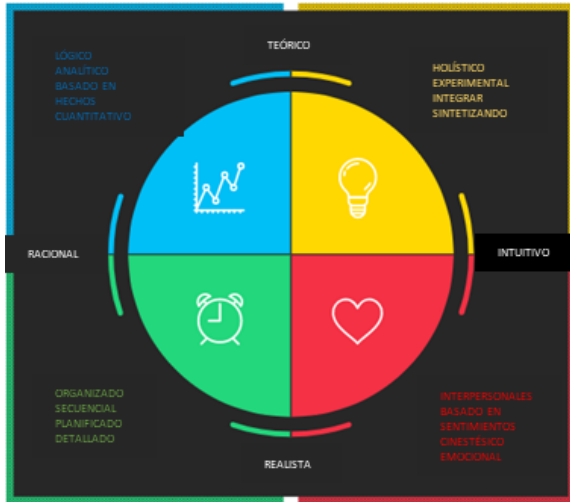 TEÓRICO
LÓGICO
ANALÍTICO
BASADO EN
HECHOS
CUANTITATIVO
HOLÍSTICO
EXPERIMENTAL
INTEGRAR
SINTETIZANDO
RACIONAL
INTUITIVO
ORGANIZADO
SECUENCIAL
PLANIFICADO
DETALLADO
INTERPERSONALES
BASADO EN
SENTIMIENTOS
CINESTÉSICO
EMOCIONAL
REALISTA